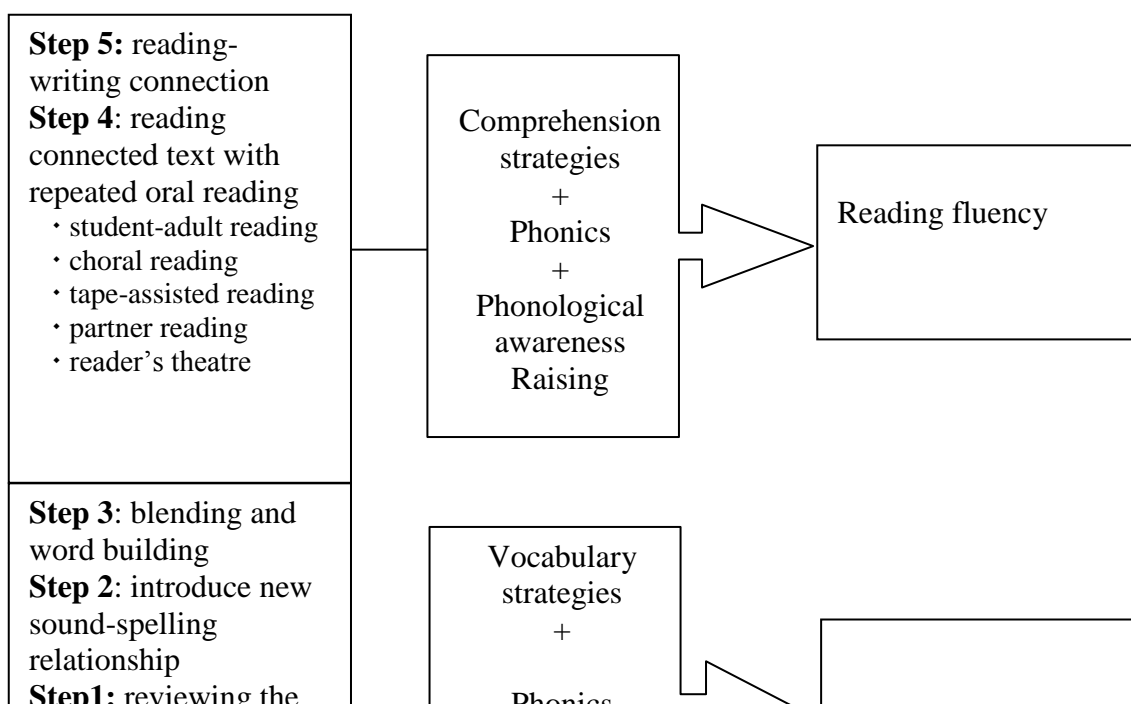 Step 5: reading-
writing connection
Step 4: reading
connected text with
repeated oral reading
・student-adult reading
・choral reading
・tape-assisted reading
・partner reading
・reader’s theatre
Comprehension
strategies
+
Phonics
+
Phonological
awareness
Raising
Reading fluency
Step 3: blending and
word building
Step 2: introduce new
sound-spelling
relationship
Step1: reviewing the
Vocabulary
strategies
+
Phonics